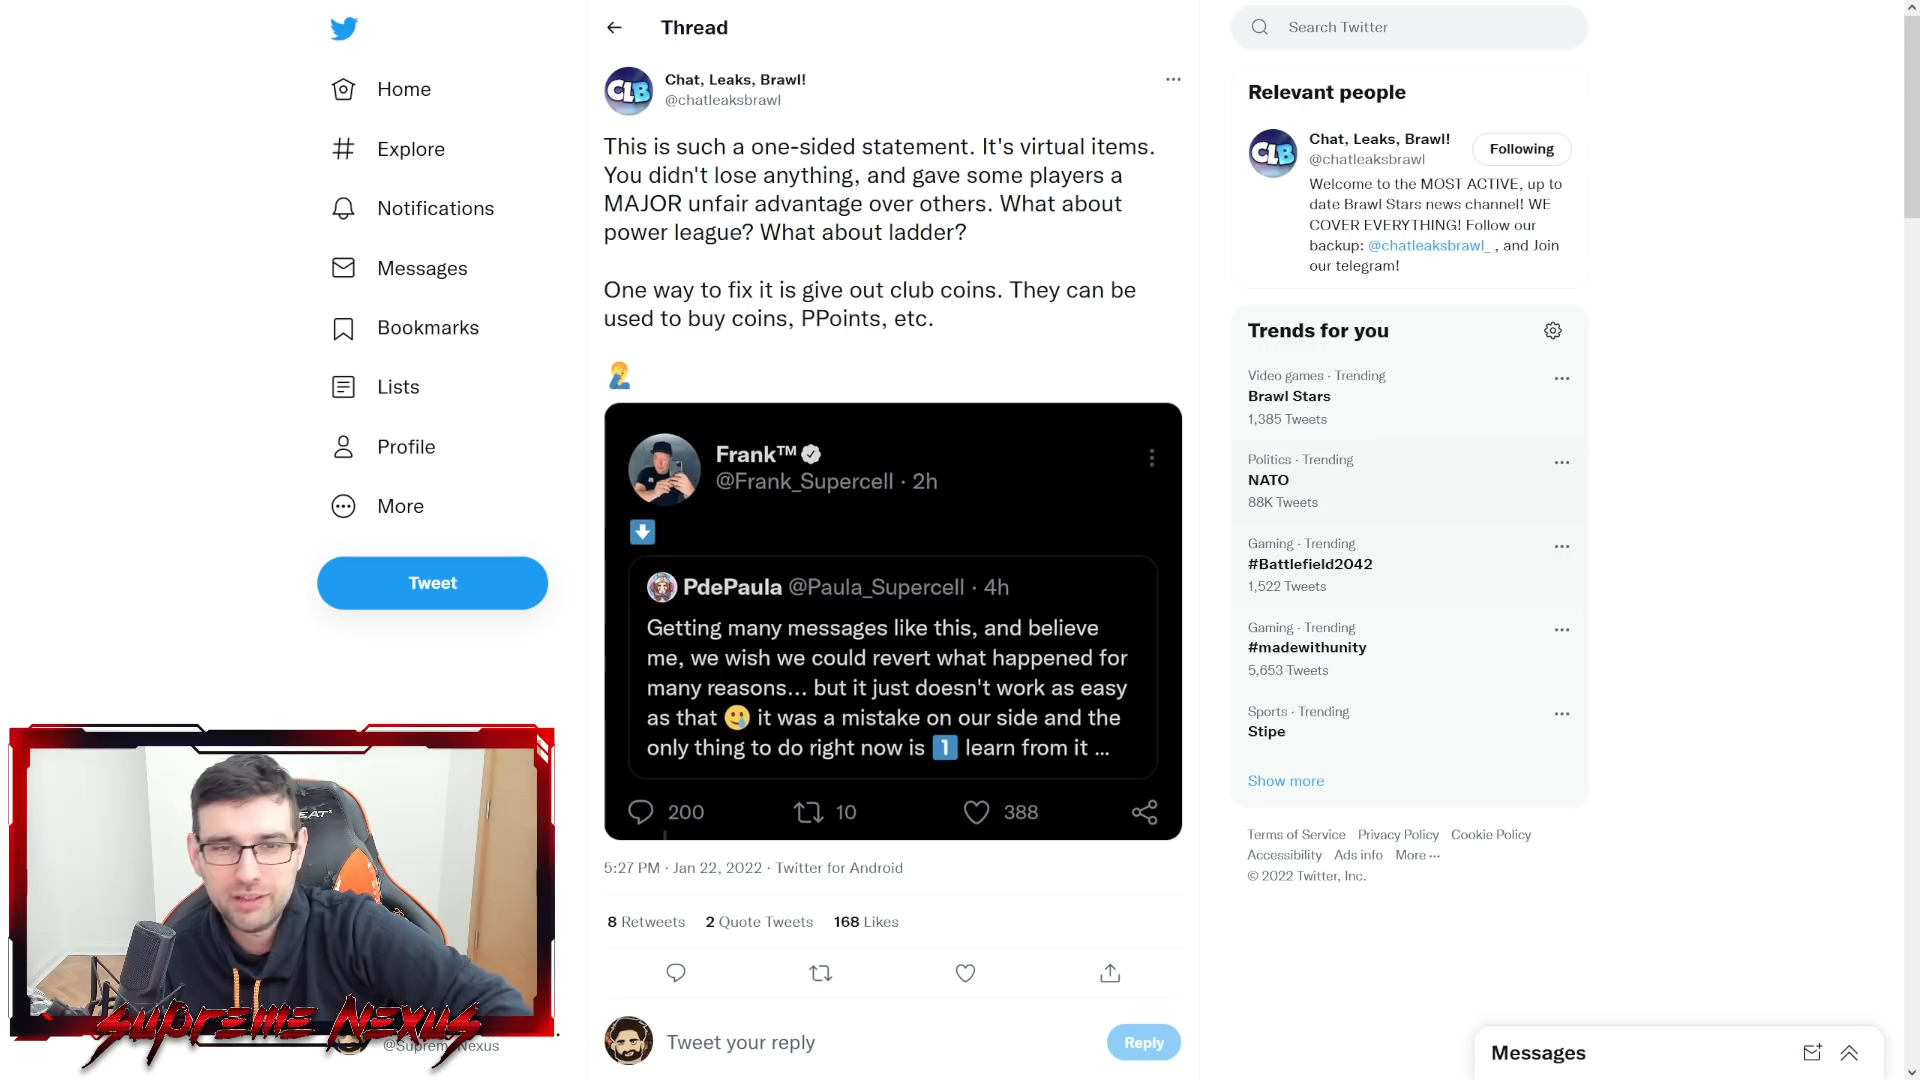 Home
Explore
Notifications
Messages
Bookmarks
Lists
Profile
More
Tweet
Thread
CLB
Chat, Leaks, Brawl!
@chatleaksbrawl
This is such a one-sided statement. It's virtual items.
You didn't lose anything, and gave some players a
MAJOR unfair advantage over others. What about
power league? What about ladder?
One way to fix it is give out club coins. They can be
used to buy coins, PPoints, etc.
Frank™
@Frank_Supercell · 2h
PdePaula @Paula_Supercell · 4h
Getting many messages like this, and believe
me, we wish we could revert what happened for
many reasons... but it just doesn't work as easy
as that it was a mistake on our side and the
only thing to do right now is 1 learn from it ...
200 10 388
5:27 PM · Jan 22, 2022 · Twitter for Android
8 Retweets 2 Quote Tweets 168 Likes
Tweet your reply
Reply
Search Twitter
Relevant people
CLB
Chat, Leaks, Brawl!
@chatleaksbrawl
Following
Welcome to the MOST ACTIVE, up to
date Brawl Stars news channel! WE
COVER EVERYTHING! Follow our
backup: @chatleaksbrawl_ , and Join
our telegram!
Trends for you
Video games · Trending
Brawl Stars
1,385 Tweets
Politics · Trending
NATO
88K Tweets
Gaming · Trending
#Battlefield2042
1,522 Tweets
Gaming · Trending
#madewithunity
5,653 Tweets
Sports · Trending
Stipe
Show more
Terms of Service Privacy Policy Cookie Policy
Accessibility Ads info More ···
© 2022 Twitter, Inc.
Messages
SUPREME NEXUS